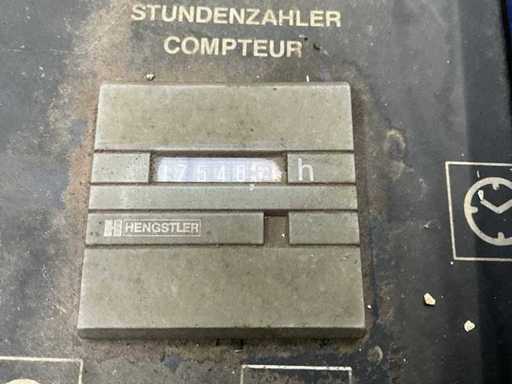 STUNDENZAHLER
COMPTEUR
h
HENGSTLER